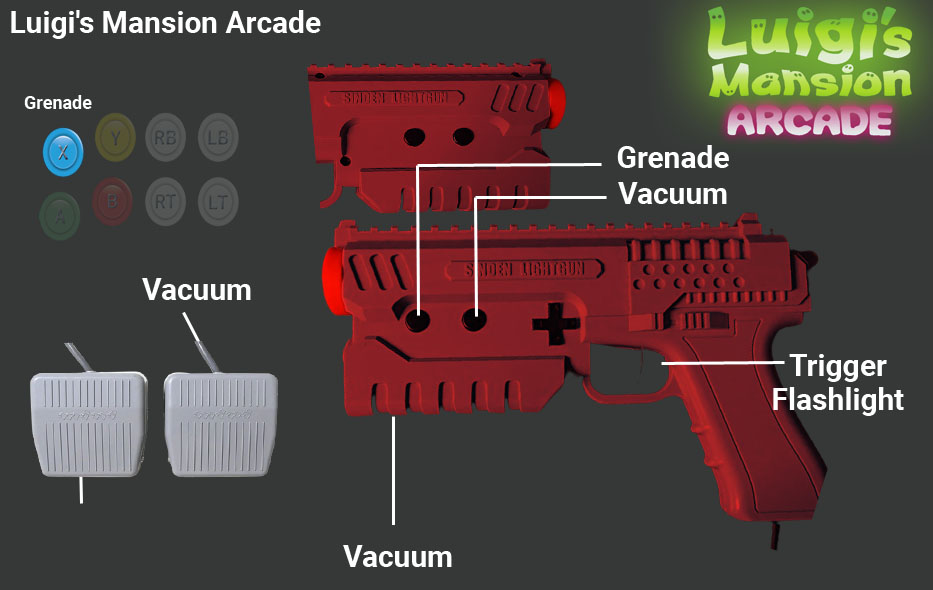 Luigi's Mansion Arcade
Luigi's
Mansion
ARCADE
Grenade
X Y RB LB
A B RT LT
SINDEN LIGHTGUN
Grenade
Vacuum
SINDEN LIGHTGUN
Vacuum
Trigger
Flashlight
Vacuum